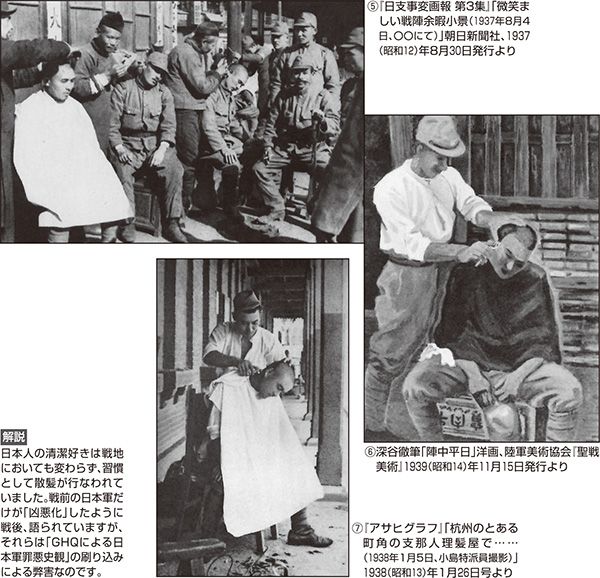 ⑤『日支事変画報 第3集』「微笑ま
しい戦陣余暇小景(1937年8月4
日、〇〇にて)」朝日新聞社、1937
(昭和12)年8月30日発行より
⑥深谷徹筆「陣中平日」洋画、陸軍美術協会『聖戦
美術』1939(昭和14)年11月15日発行より
解説
日本人の清潔好きは戦地
においても変わらず、習慣
として散髪が行なわれて
いました。戦前の日本軍だ
けが「凶悪化」したように
戦後、語られていますが、
それらは「GHQによる日
本軍罪悪史観」の刷り込み
による弊害なのです。
⑦『アサヒグラフ』「杭州のとある
町角の支那人理髪屋で……
(1938年1月5日、小島特派員撮影)」
1938(昭和13)年1月26日号より